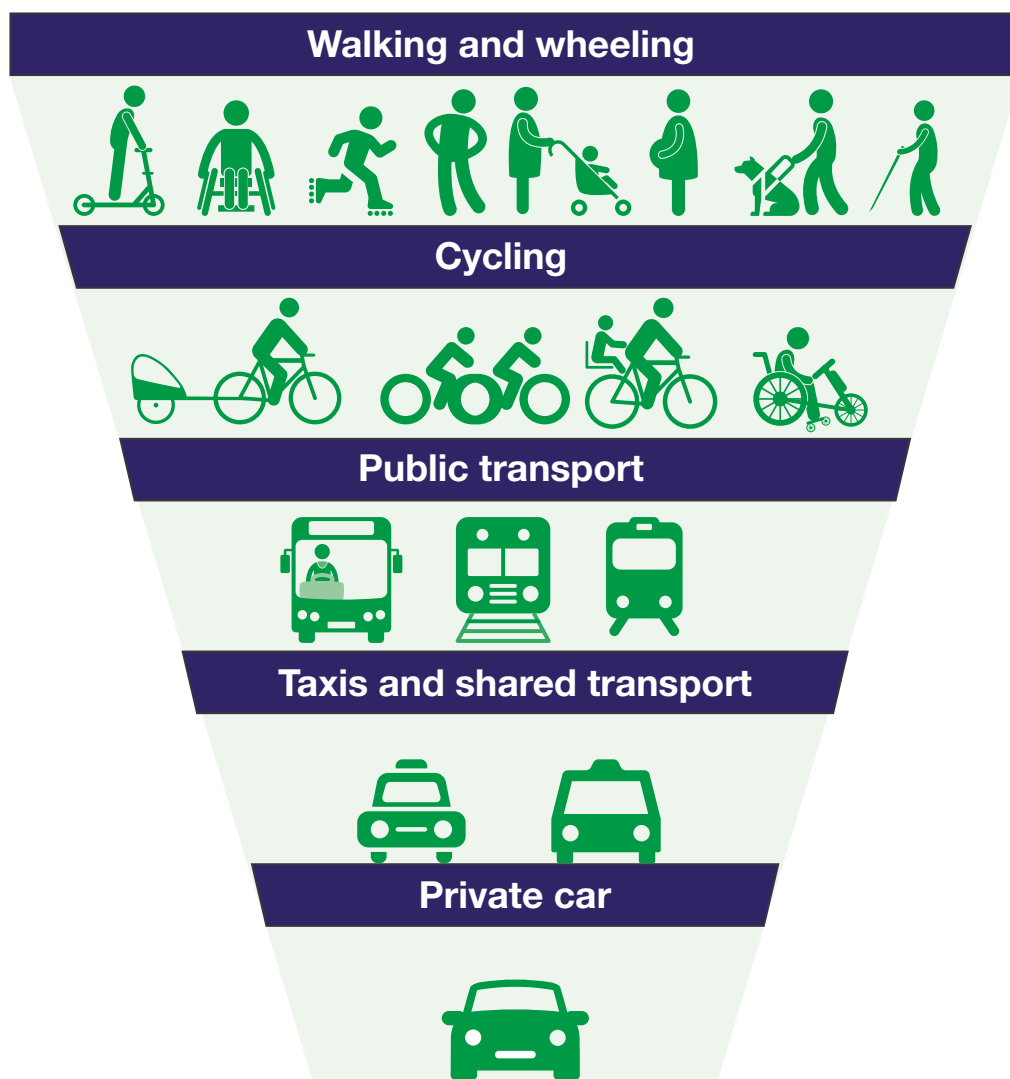 Walking and wheeling
Cycling
Public transport
Taxis and shared transport
Private car